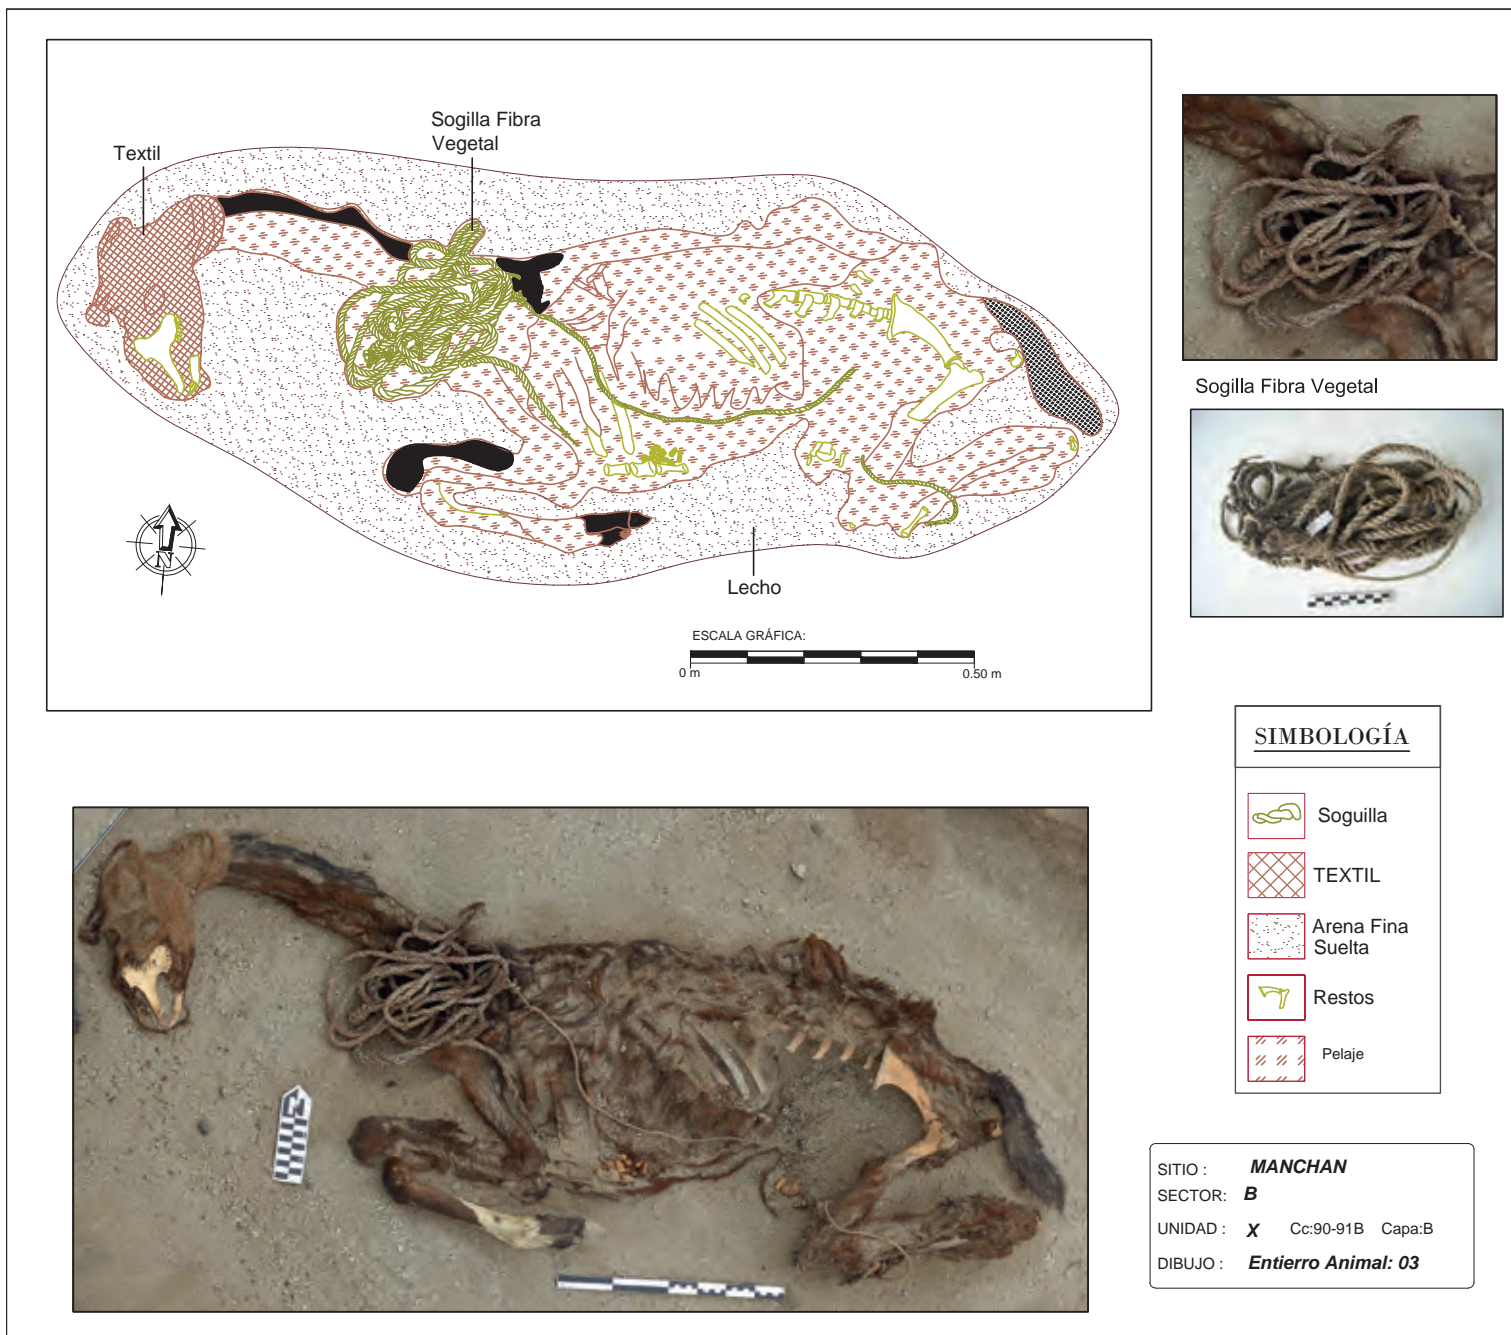 Textil
Sogilla Fibra
Vegetal
Lecho
N
ESCALA GRÁFICA:
0 m
0.50 m
Sogilla Fibra Vegetal
SIMBOLOGÍA
Soguilla
TEXTIL
Arena Fina
Suelta
Restos
Pelaje
SITIO : MANCHAN
SECTOR: B
UNIDAD : X Cc:90-91B Capa:B
DIBUJO : Entierro Animal: 03